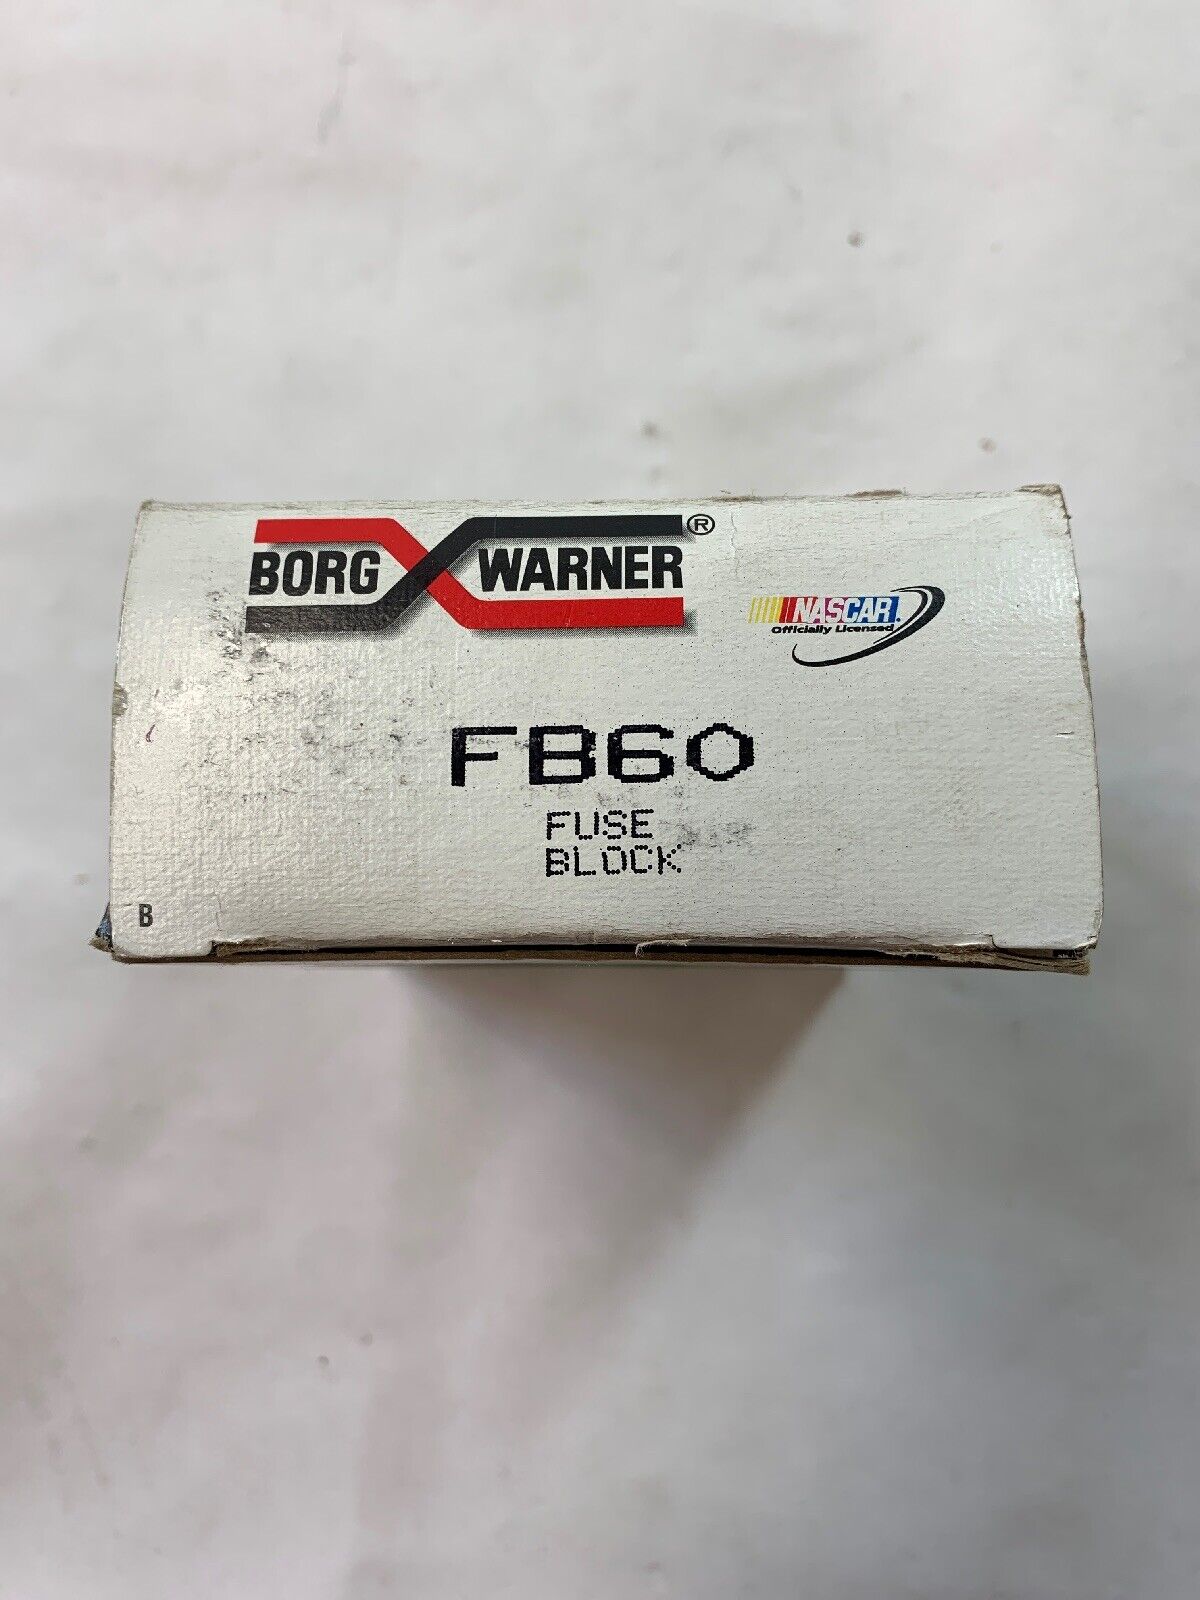 BORG WARNER ®
NASCAR.
Officially Licensed
FB60
FUSE
BLOCK
B